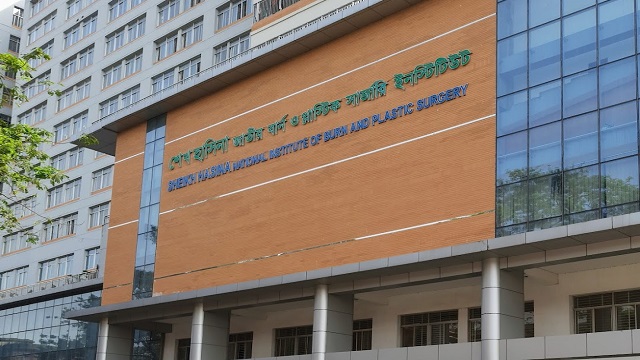 শেখ হাসিনা জাতীয় বার্ন ও প্লাস্টিক সার্জারি ইনস্টিটিউট
SHEIKH HASINA NATIONAL INSTITUTE OF BURN AND PLASTIC SURGERY